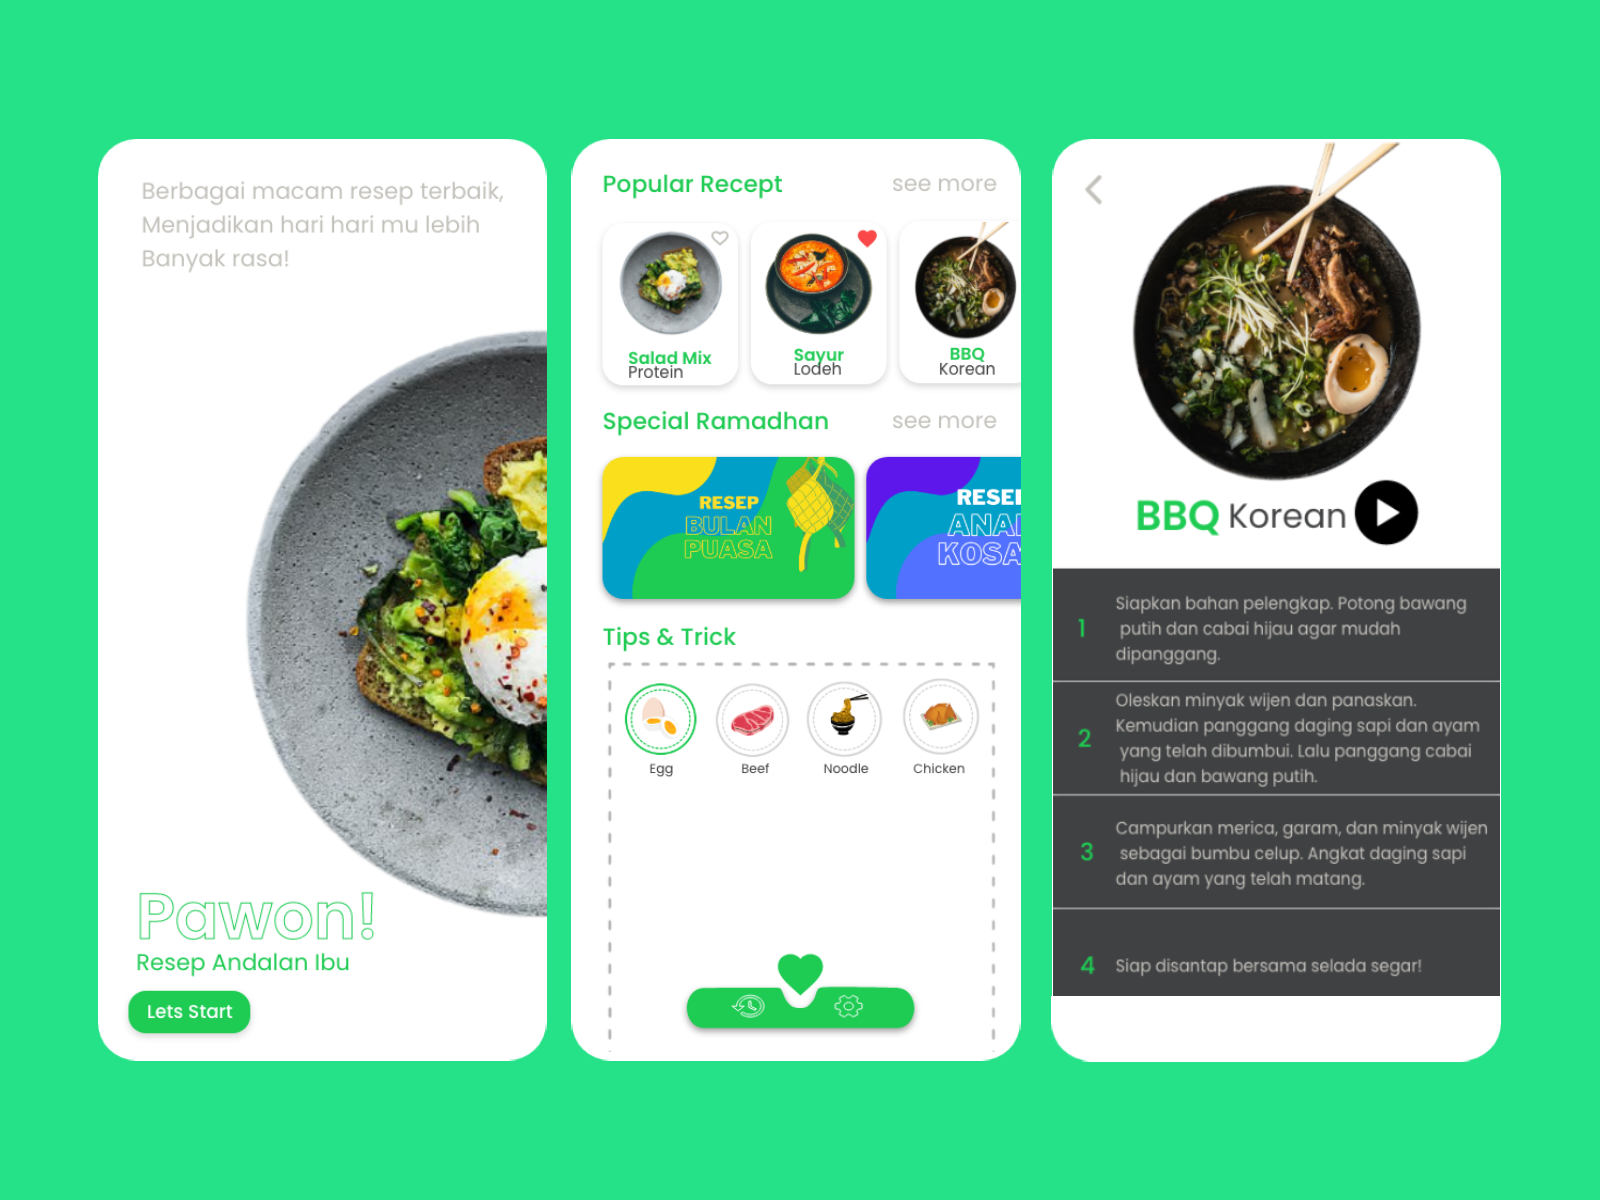 Berbagai macam resep terbaik,
Menjadikan hari hari mu lebih
Banyak rasa!
Pawon!
Resep Andalan Ibu
Lets Start
Popular Recept
see more
Salad Mix
Protein
Sayur
Lodeh
BBQ
Korean
Special Ramadhan
see more
RESEP
BULAN
PUASA
RESEP
ANA
KOSA
Tips & Trick
Egg
Beef
Noodle
Chicken
BBQ Korean
1
Siapkan bahan pelengkap. Potong bawang
putih dan cabai hijau agar mudah
dipanggang.
2
Oleskan minyak wijen dan panaskan.
Kemudian panggang daging sapi dan ayam
yang telah dibumbui. Lalu panggang cabai
hijau dan bawang putih.
3
Campurkan merica, garam, dan minyak wijen
sebagai bumbu celup. Angkat daging sapi
dan ayam yang telah matang.
4
Siap disantap bersama selada segar!